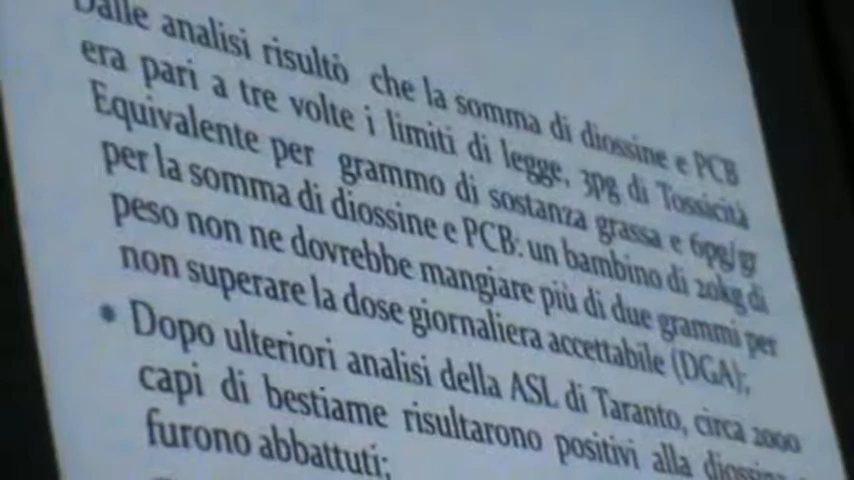 Dalle analisi risultò che la somma di diossine e PCB
era pari a tre volte i limiti di legge, 3pg di Tossicità
Equivalente per grammo di sostanza grassa e 6pg/gr
per la somma di diossine e PCB: un bambino di 20kg di
peso non ne dovrebbe mangiare più di due grammi per
non superare la dose giornaliera accettabile (DGA);
• Dopo ulteriori analisi della ASL di Taranto, circa 2000
capi di bestiame risultarono positivi alla diossina
furono abbattuti;